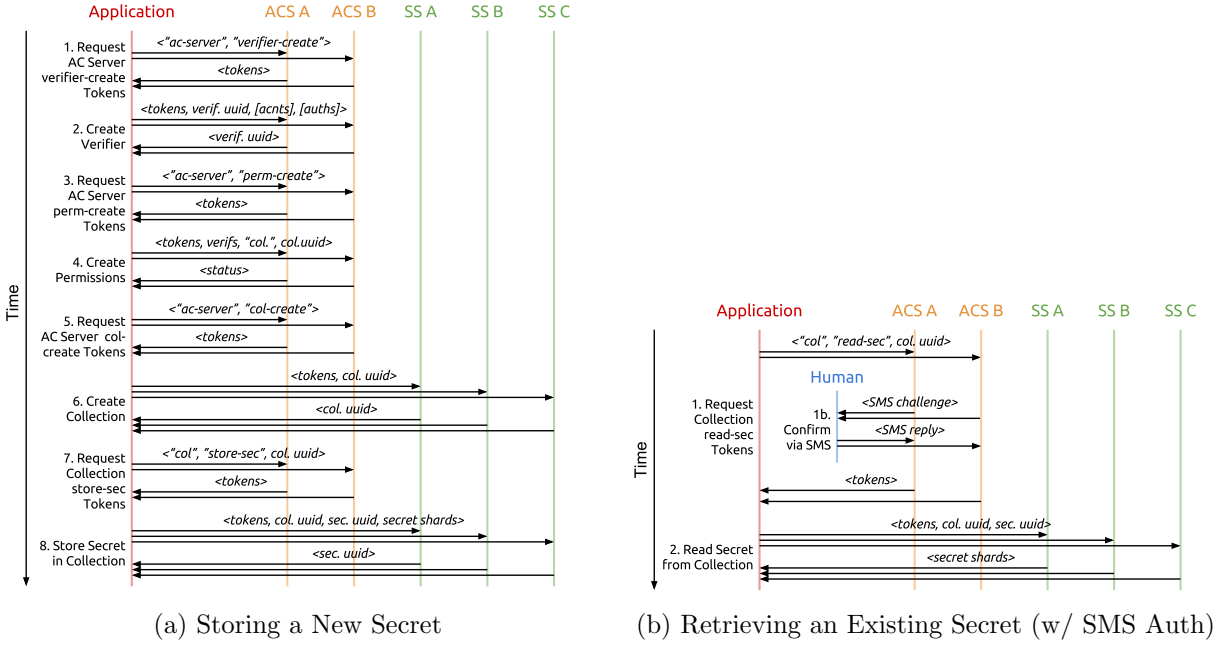 Application ACS A ACS B SS A SS B SS C
Time
1. Request
AC Server
verifier-create
Tokens
<"ac-server", "verifier-create">
<tokens>
2. Create
Verifier
<tokens, verif. uuid, [acnts], [auths]>
<verif. uuid>
3. Request
AC Server
perm-create
Tokens
<"ac-server", "perm-create">
<tokens>
4. Create
Permissions
<tokens, verifs, "col.", col.uuid>
<status>
5. Request
AC Server col-
create Tokens
<"ac-server", "col-create">
<tokens>
6. Create
Collection
<tokens, col. uuid>
<col. uuid>
7. Request
Collection
store-sec
Tokens
<"col", "store-sec", col. uuid>
<tokens>
8. Store Secret
in Collection
<tokens, col. uuid, sec. uuid, secret shards>
<sec. uuid>
(a) Storing a New Secret
Application ACS A ACS B SS A SS B SS C
Time
<"col", "read-sec", col. uuid>
Human
1. Request
Collection
read-sec
Tokens
1b.
Confirm
via SMS
<SMS challenge>
<SMS reply>
<tokens>
2. Read Secret
from Collection
<tokens, col. uuid, sec. uuid>
<secret shards>
(b) Retrieving an Existing Secret (w/ SMS Auth)